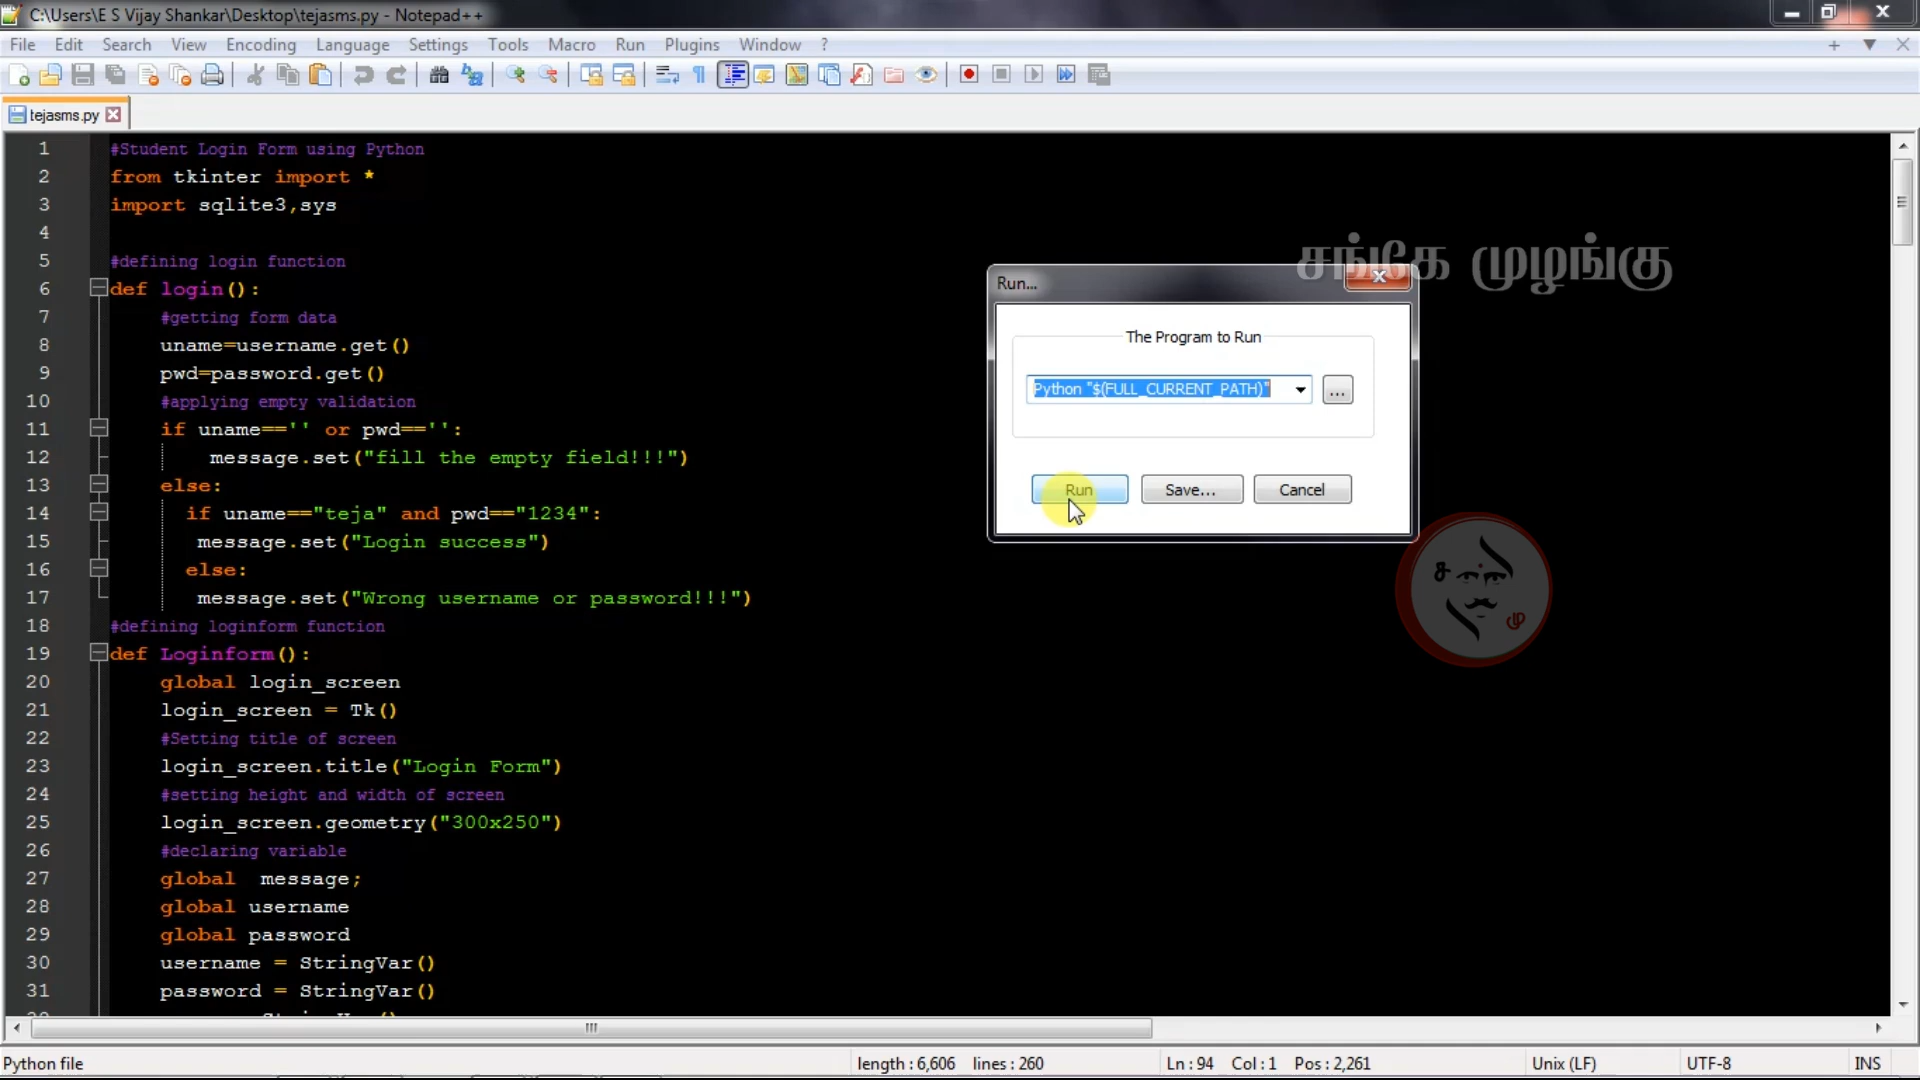 C:\Users\E S Vijay Shankar\Desktop\tejasms.py - Notepad++
File Edit Search View Encoding Language Settings Tools Macro Run Plugins Window ?
tejasms.py
1 #Student Login Form using Python
2 from tkinter import *
3 import sqlite3,sys
4
5 #defining login function
6 def login():
7 #getting form data
8 uname=username.get()
9 pwd=password.get()
10 #applying empty validation
11 if uname=='' or pwd=='':
12 message.set("fill the empty field!!!")
13 else:
14 if uname=="teja" and pwd=="1234":
15 message.set("Login success")
16 else:
17 message.set("Wrong username or password!!!")
18 #defining loginform function
19 def Loginform():
20 global login_screen
21 login_screen = Tk()
22 #Setting title of screen
23 login_screen.title("Login Form")
24 #setting height and width of screen
25 login_screen.geometry("300x250")
26 #declaring variable
27 global  message;
28 global username
29 global password
30 username = StringVar()
31 password = StringVar()
சங்கே முழங்கு
Run...
The Program to Run
Python "$(FULL_CURRENT_PATH)"
...
Run Save... Cancel
ச
மு
Python file length : 6,606 lines : 260 Ln : 94 Col : 1 Pos : 2,261 Unix (LF) UTF-8 INS